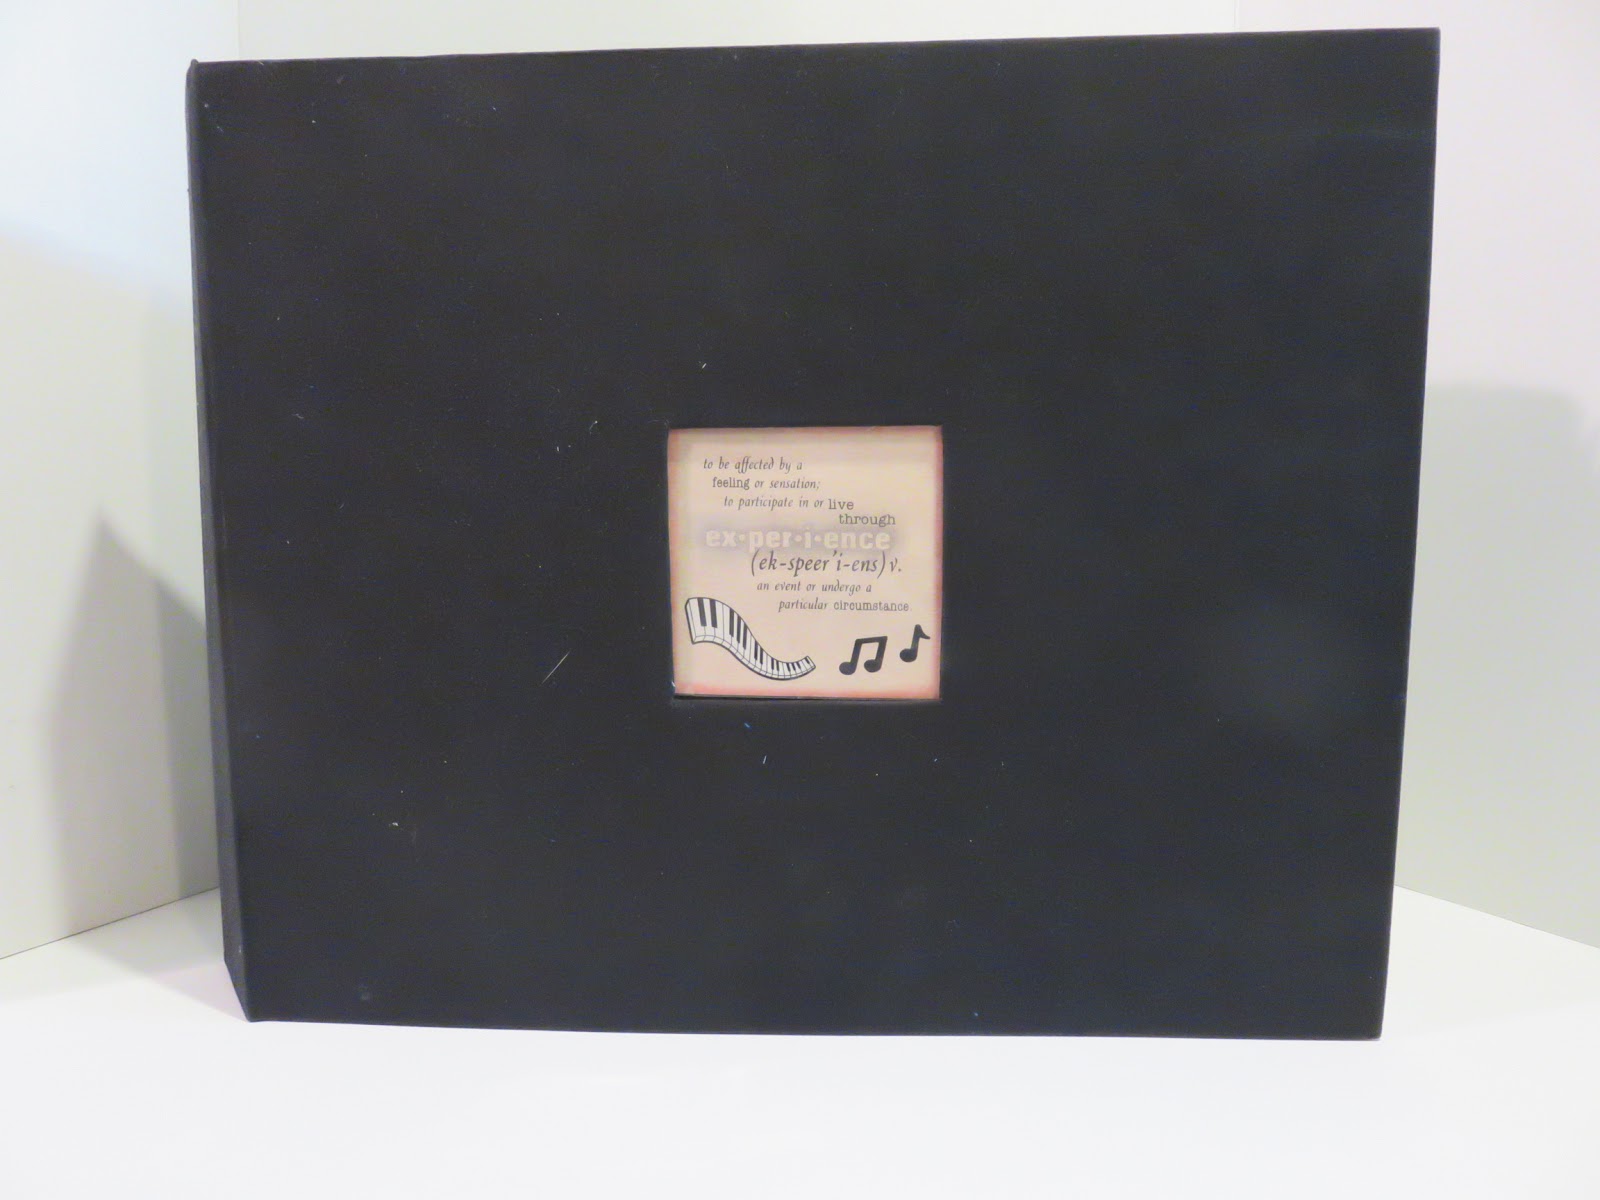 to be affected by a
feeling or sensation;
to participate in or live
through
ex·per·i·ence
(ek-speer'i-ens) v.
an event or undergo a
particular circumstance.